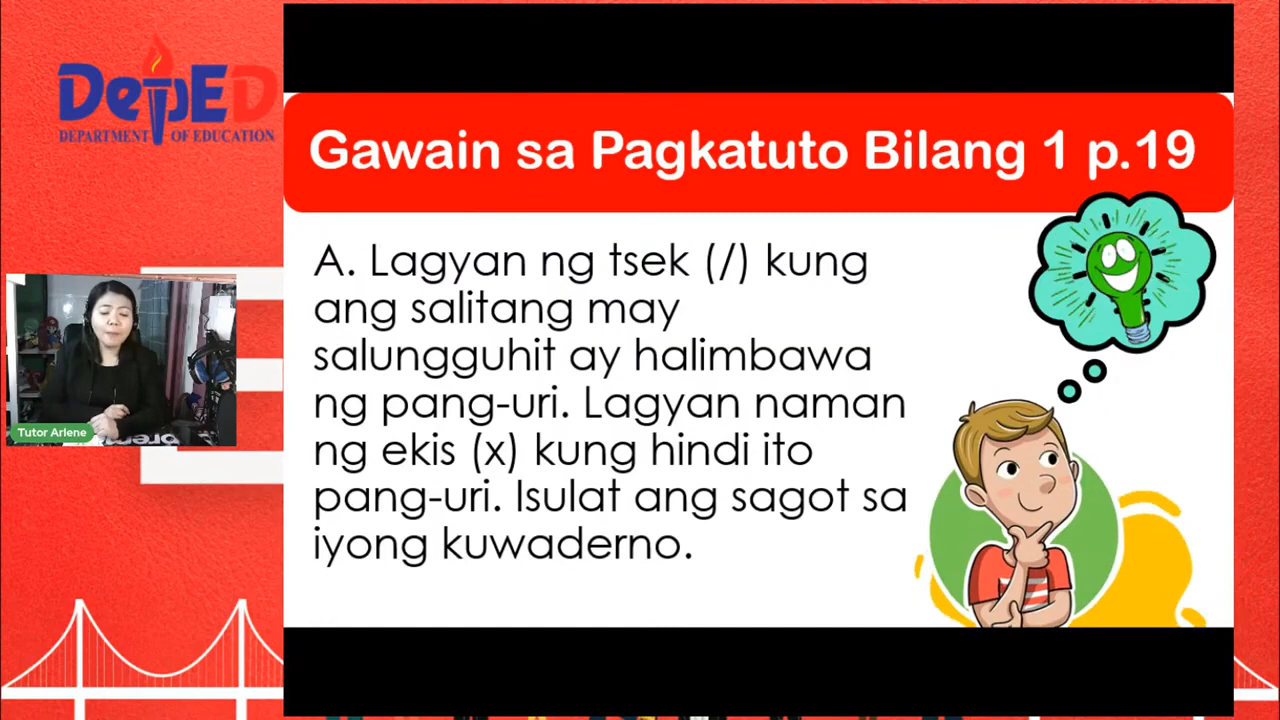 DepED
DEPARTMENT OF EDUCATION
Gawain sa Pagkatuto Bilang 1 p.19
A. Lagyan ng tsek (/) kung
ang salitang may
salungguhit ay halimbawa
ng pang-uri. Lagyan naman
ng ekis (x) kung hindi ito
pang-uri. Isulat ang sagot sa
iyong kuwaderno.
Tutor Arlene